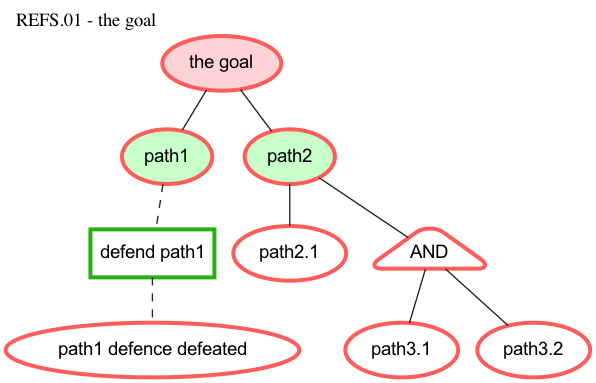 REFS.01 - the goal
the goal
path1
path2
defend path1
path2.1
AND
path1 defence defeated
path3.1
path3.2